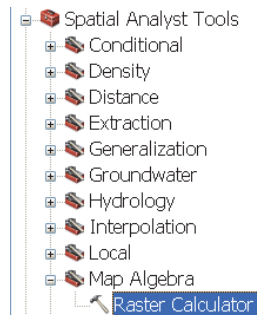 Spatial Analyst Tools
Conditional
Density
Distance
Extraction
Generalization
Groundwater
Hydrology
Interpolation
Local
Map Algebra
Raster Calculator